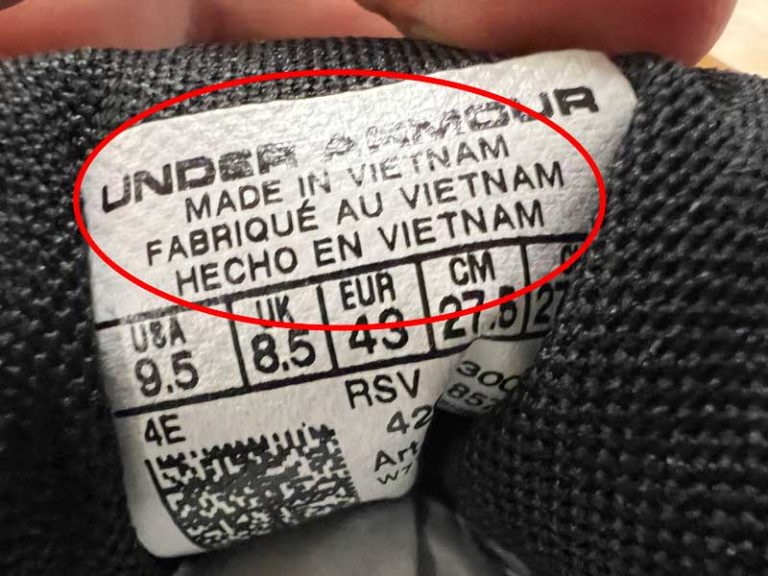 UNDER ARMOUR
MADE IN VIETNAM
FABRIQUÉ AU VIETNAM
HECHO EN VIETNAM
USA UK EUR CM
9.5 8.5 43 27.5
4E RSV